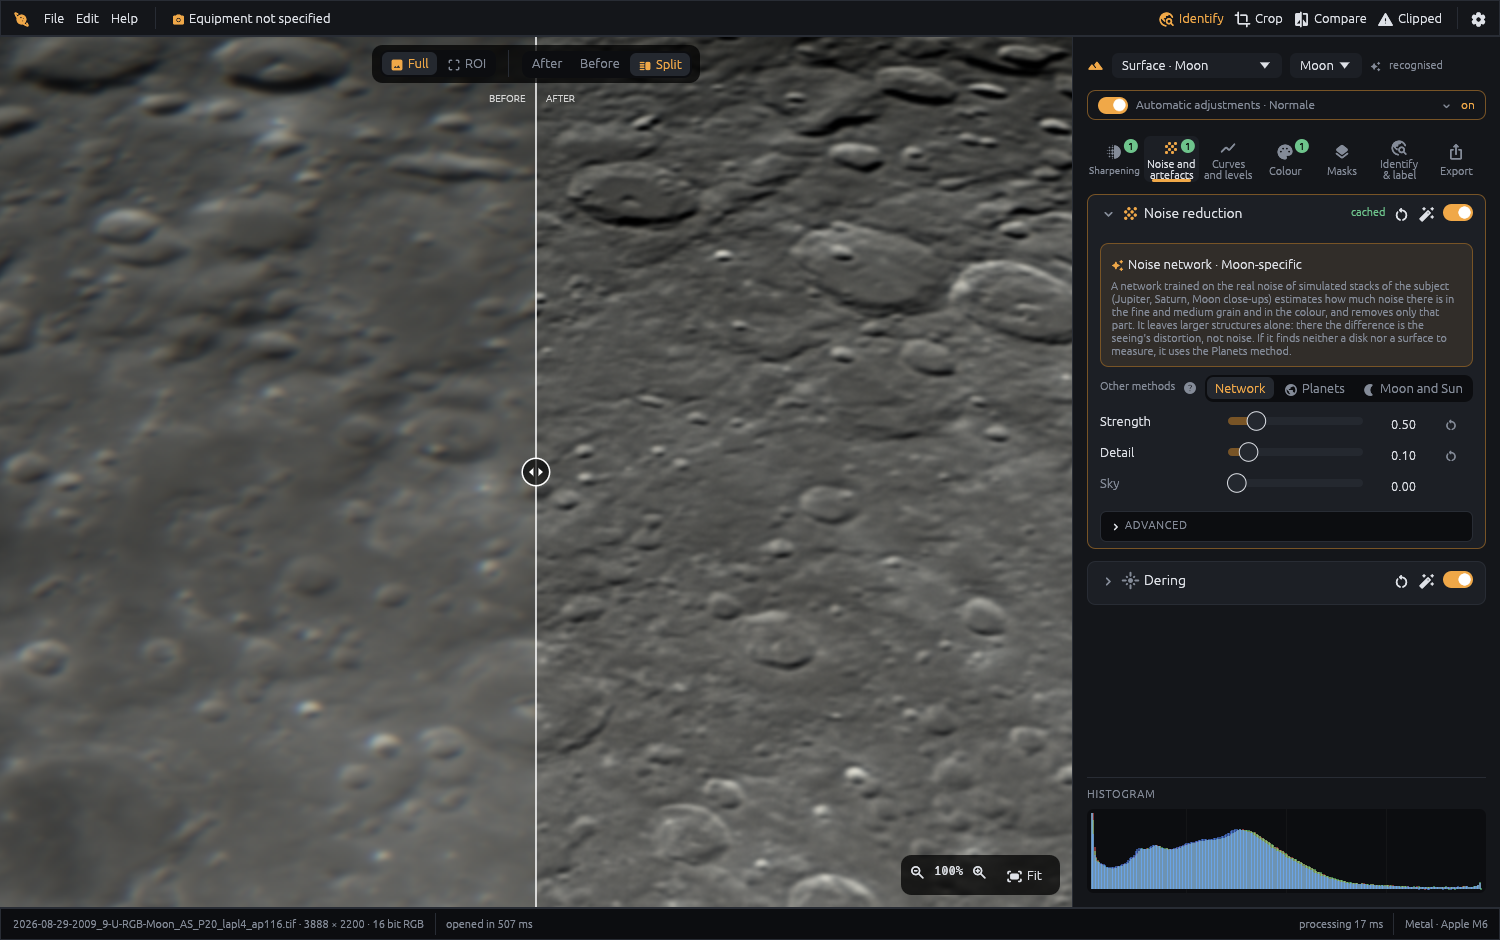 File Edit Help Equipment not specified
Identify Crop Compare Clipped
Full ROI After Before Split
BEFORE AFTER
Surface · Moon Moon recognised
Automatic adjustments · Normale on
Sharpening 1
Noise and artefacts 1
Curves and levels
Colour 1
Masks
Identify & label
Export
Noise reduction cached
Noise network · Moon-specific
A network trained on the real noise of simulated stacks of the subject
(Jupiter, Saturn, Moon close-ups) estimates how much noise there is in
the fine and medium grain and in the colour, and removes only that
part. It leaves larger structures alone: there the difference is the
seeing's distortion, not noise. If it finds neither a disk nor a surface to
measure, it uses the Planets method.
Other methods ? Network Planets Moon and Sun
Strength 0.50
Detail 0.10
Sky 0.00
ADVANCED
Dering
HISTOGRAM
100% Fit
2026-08-29-2009_9-U-RGB-Moon_AS_P20_lapl4_ap116.tif · 3888 × 2200 · 16 bit RGB opened in 507 ms
processing 17 ms Metal · Apple M6